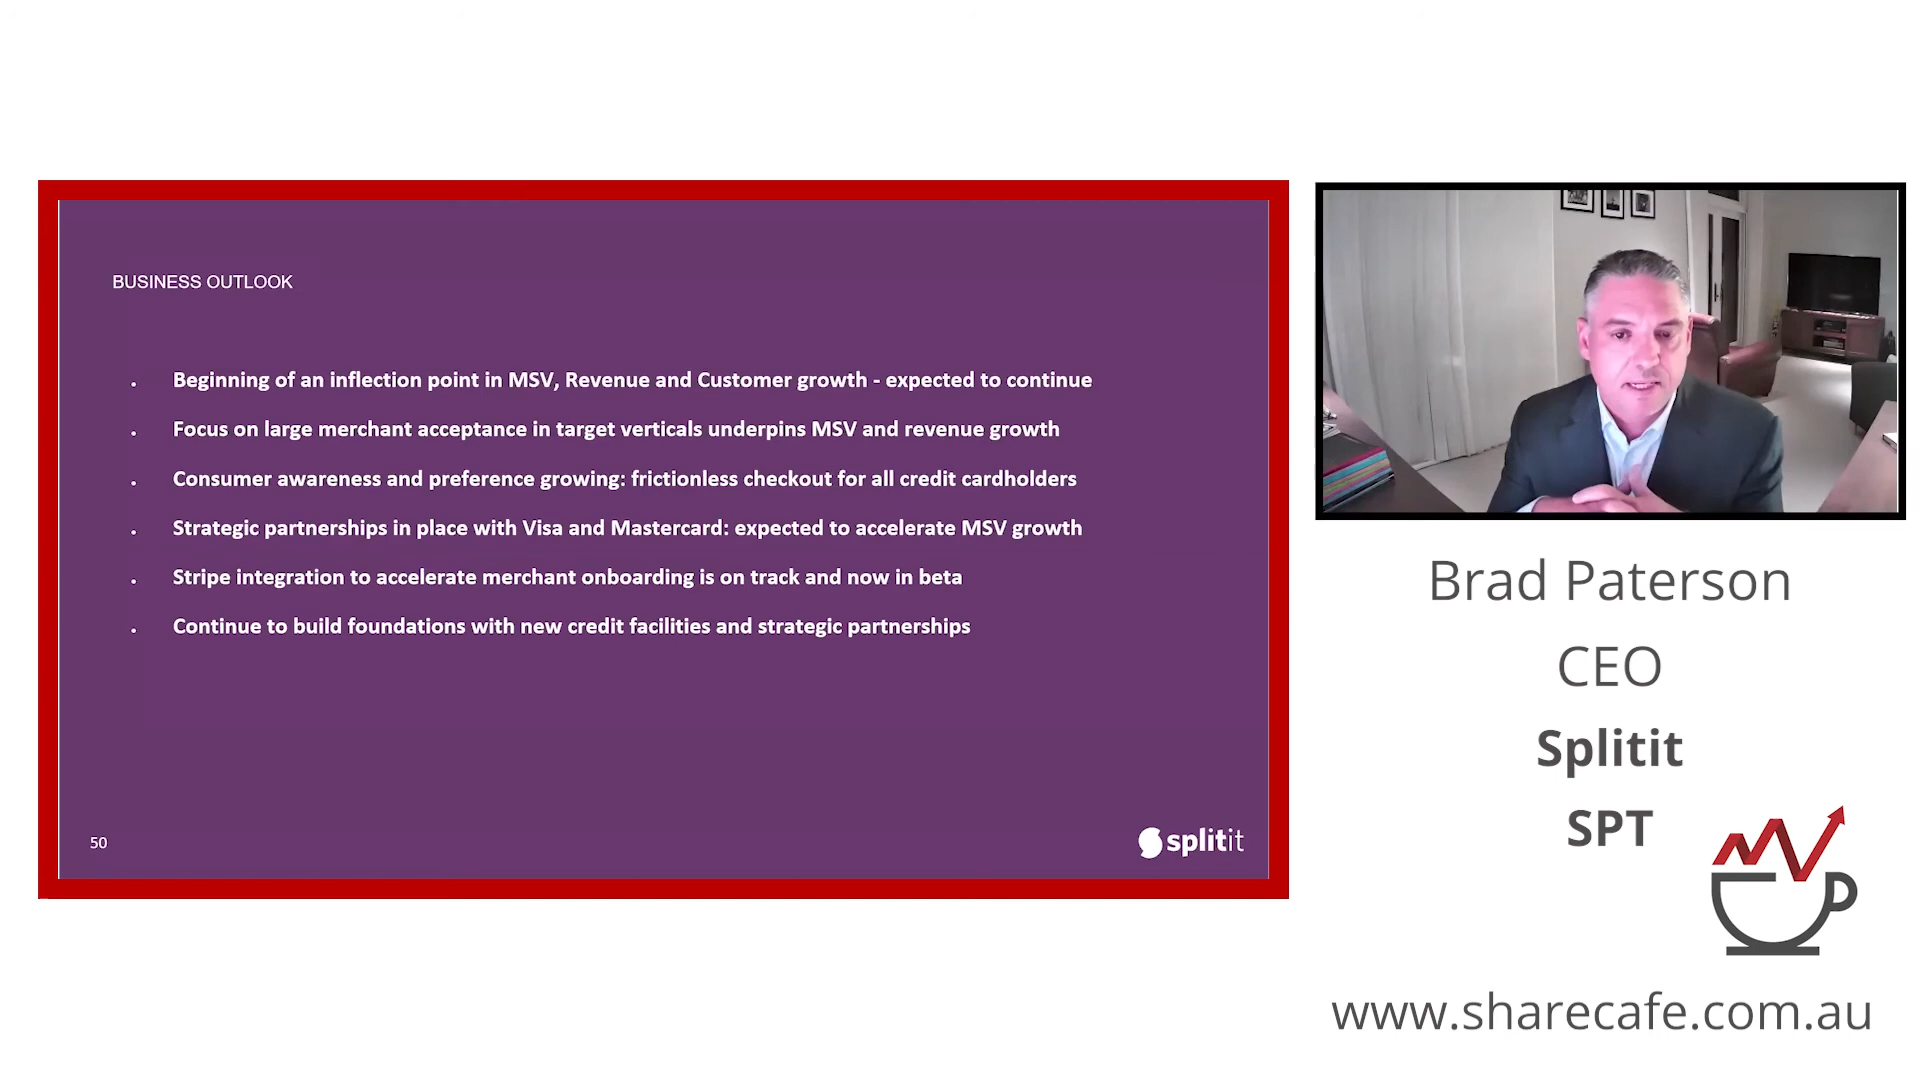 BUSINESS OUTLOOK
. Beginning of an inflection point in MSV, Revenue and Customer growth - expected to continue
. Focus on large merchant acceptance in target verticals underpins MSV and revenue growth
. Consumer awareness and preference growing: frictionless checkout for all credit cardholders
. Strategic partnerships in place with Visa and Mastercard: expected to accelerate MSV growth
. Stripe integration to accelerate merchant onboarding is on track and now in beta
. Continue to build foundations with new credit facilities and strategic partnerships
50
splitit
Brad Paterson
CEO
Splitit
SPT
www.sharecafe.com.au